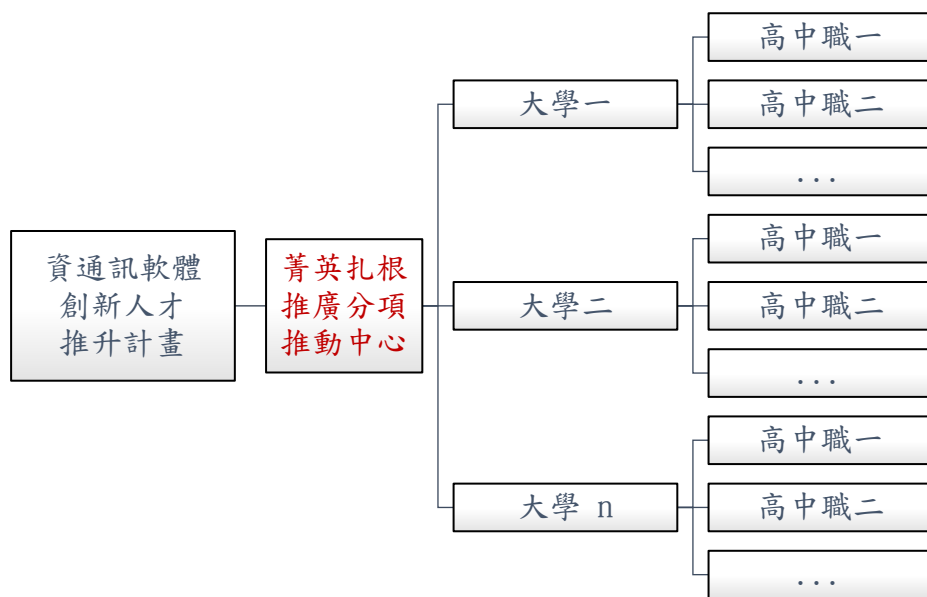 資通訊軟體
創新人才
推升計畫
菁英扎根
推廣分項
推動中心
大學一
高中職一
高中職二
...
大學二
高中職一
高中職二
...
大學 n
高中職一
高中職二
...